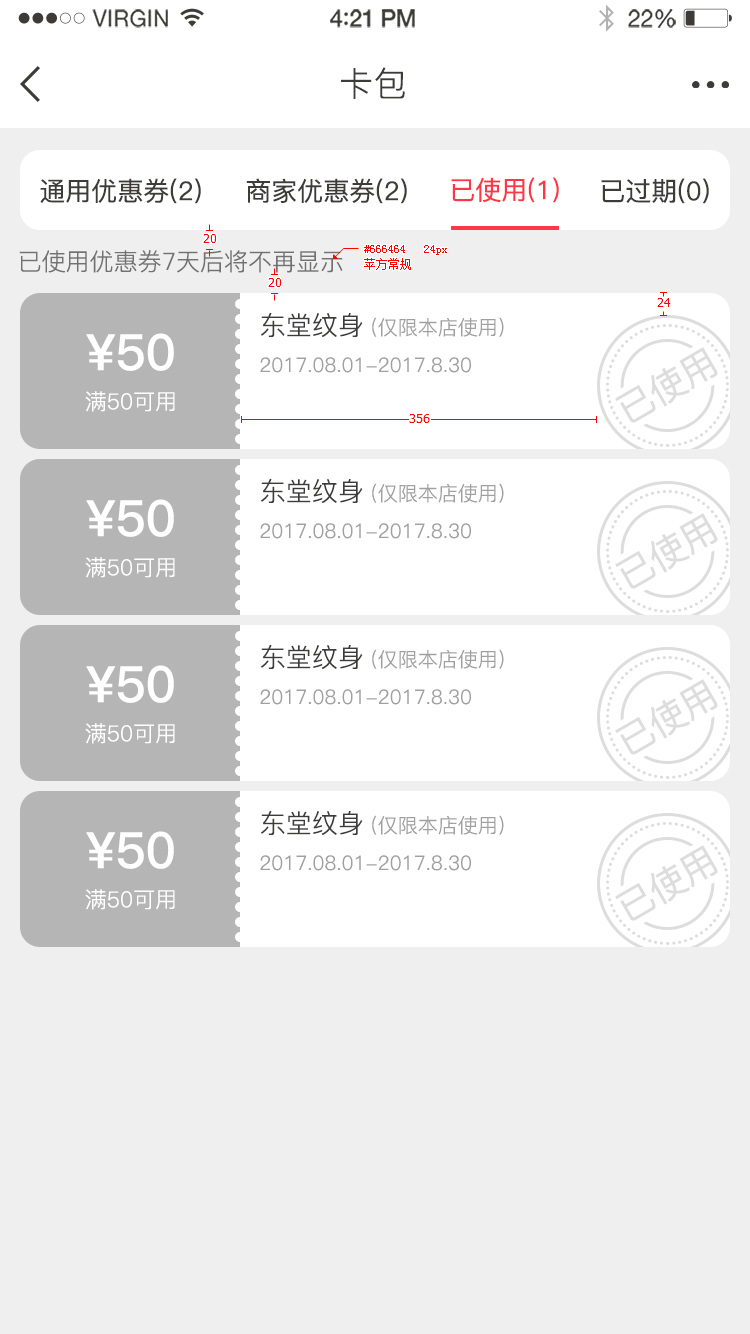 VIRGIN 4:21 PM 22%
卡包
通用优惠券(2) 商家优惠券(2) 已使用(1) 已过期(0)
20
已使用优惠券7天后将不再显示
#666464 24px
苹方常规
20
24
¥50
满50可用
东堂纹身 (仅限本店使用)
2017.08.01-2017.8.30
356
已使用
¥50
满50可用
东堂纹身 (仅限本店使用)
2017.08.01-2017.8.30
已使用
¥50
满50可用
东堂纹身 (仅限本店使用)
2017.08.01-2017.8.30
已使用
¥50
满50可用
东堂纹身 (仅限本店使用)
2017.08.01-2017.8.30
已使用